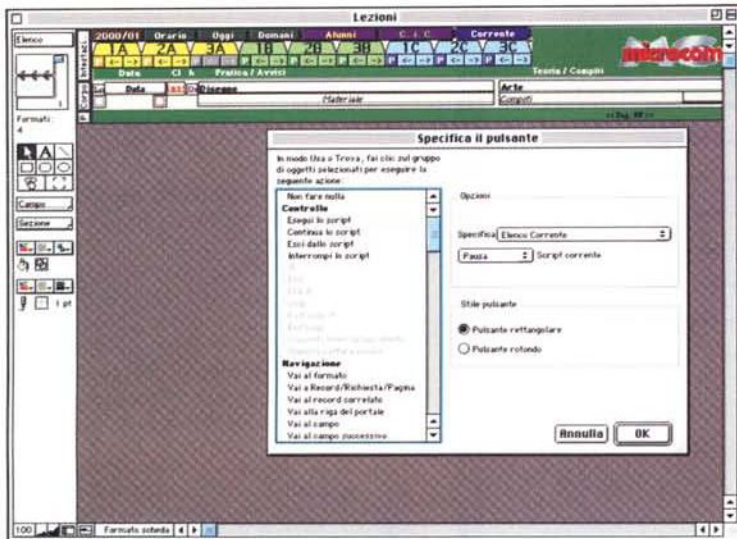 Lezioni
Elenco
2000/01 Orario Oggi Domani Alunni C. i C. Corrente
1A 2A 3A 1B 2B 3B 1C 2C 3C
P <- -> P <- -> P <- -> P <- -> P <- -> P <- -> P <- -> P <- -> P <- ->
microcom
Intestazi
Data Cl h Pratica / Avvisi Teoria / Compiti
Corpo
Data Disegno Arte
Materiale Compiti
1
Formati:
4
A
Campo
Sezione
1 pt
Specifica il pulsante
In modo Usa o Trova, fai clic sul gruppo
di oggetti selezionati per eseguire la
seguente azione:
Non fare nulla
Controllo
Esegui lo script
Continua lo script
Esci dallo script
Interrompi lo script
Navigazione
Vai al formato
Vai a Record/Richiesta/Pagina
Vai al record correlato
Vai alla riga del portale
Vai al campo
Vai al campo successivo
Opzioni
Specifica Elenco Corrente
Pausa Script corrente
Stile pulsante
Pulsante rettangolare
Pulsante rotondo
Annulla OK
100 Formato scheda